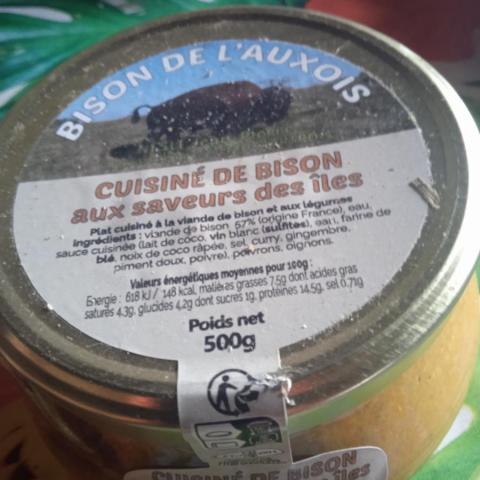 BISON DE L'AUXOIS
CUISINÉ DE BISON
aux saveurs des îles
Plat cuisiné à la viande de bison et aux légumes
Ingrédients : viande de bison 57% (origine France), eau,
sauce cuisinée (lait de coco, vin blanc (sulfites), eau, farine de
blé, noix de coco râpée, sel, curry, gingembre,
piment doux, poivre), poivrons, oignons.
Valeurs énergétiques moyennes pour 100g :
Énergie : 618 kJ / 148 kcal, matières grasses 7.5g dont acides gras
saturés 4.3g, glucides 4,2g dont sucres 1g, protéines 14.5g, sel 0.71g
Poids net
500g
CUISINÉ DE BISON